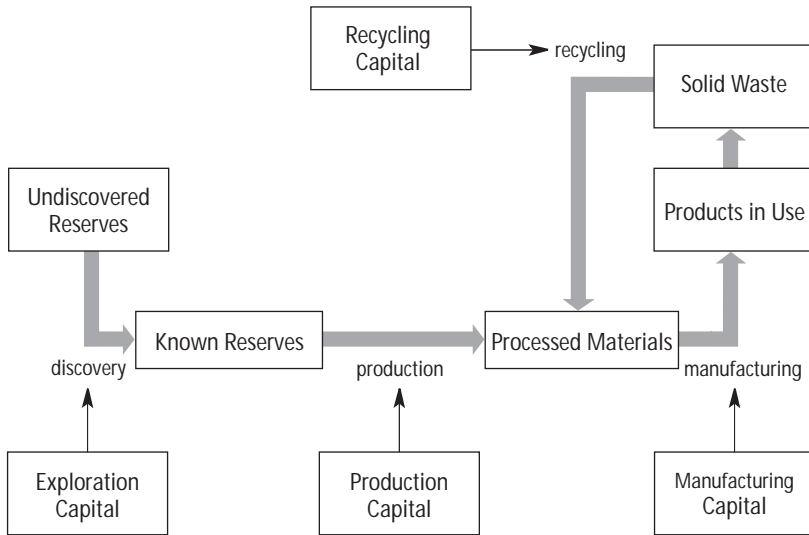 Recycling
Capital
recycling
Solid Waste
Undiscovered
Reserves
Products in Use
Known Reserves
Processed Materials
discovery
production
manufacturing
Exploration
Capital
Production
Capital
Manufacturing
Capital